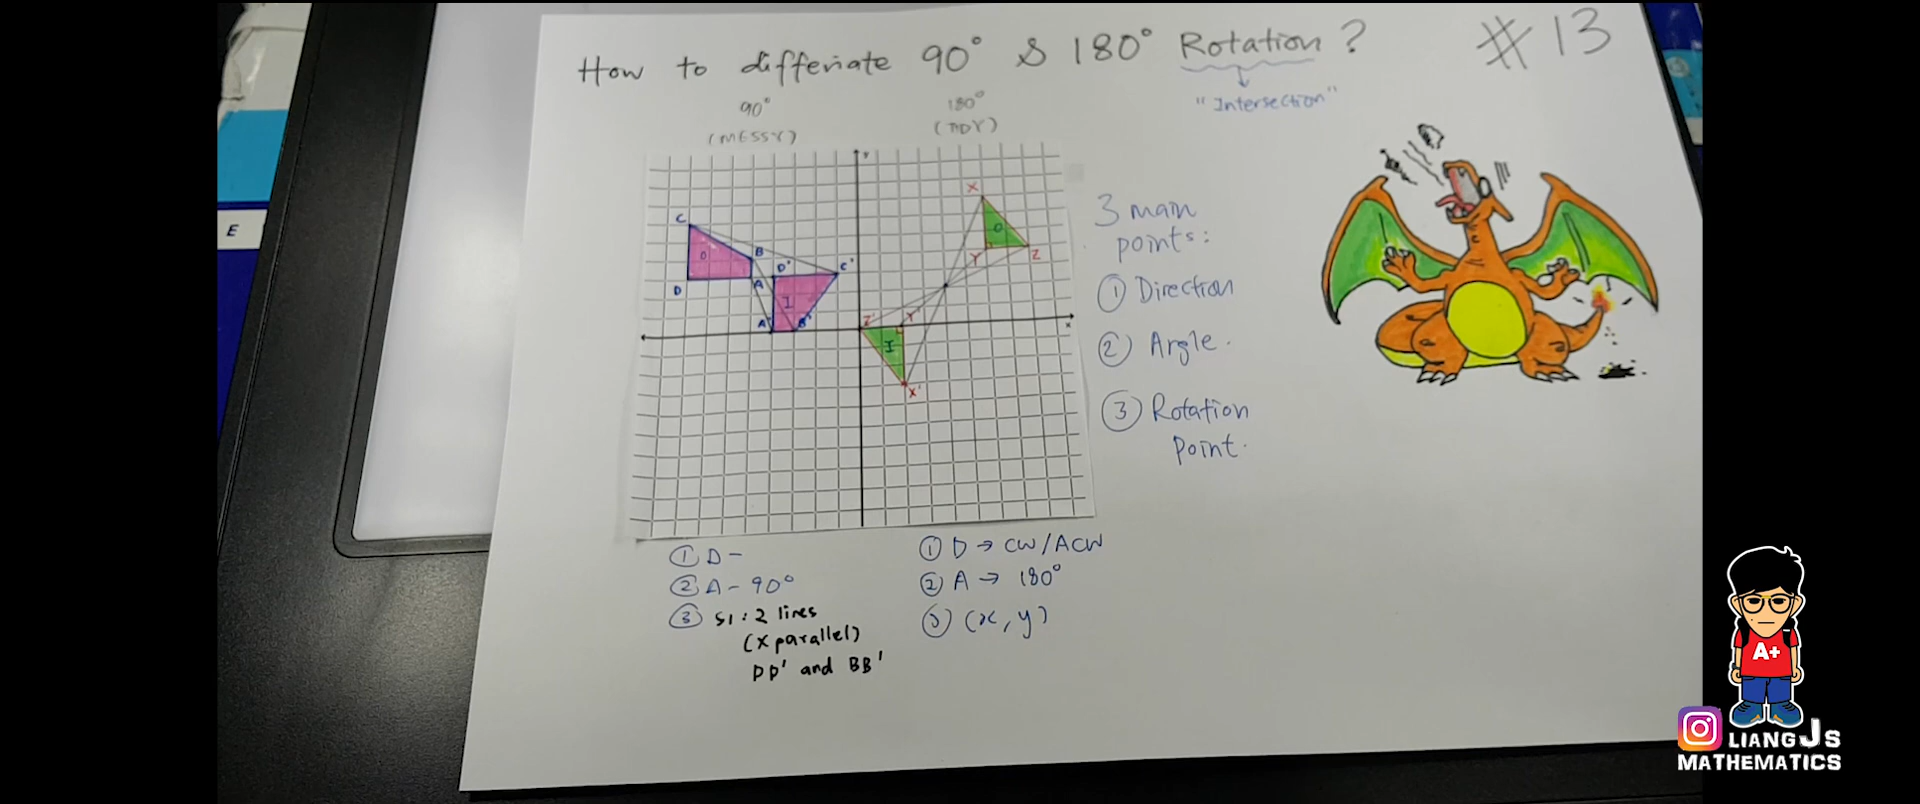 How to differiate 90° & 180° Rotation ?
# 13
"Intersection"
90°
(MESSY)
180°
(TIDY)
y
x
C
B
O
D
A
D'
C'
I
A'
B'
X
O
Y
Z
Z'
Y'
I
X'
3 main
points:
① Direction
② Angle.
③ Rotation
Point.
① D -
② A - 90°
③ S1 : 2 lines
(X parallel)
DD' and BB'
① D → CW/ACW
② A → 180°
③ (x, y)
E
A+
LIANGJS
MATHEMATICS